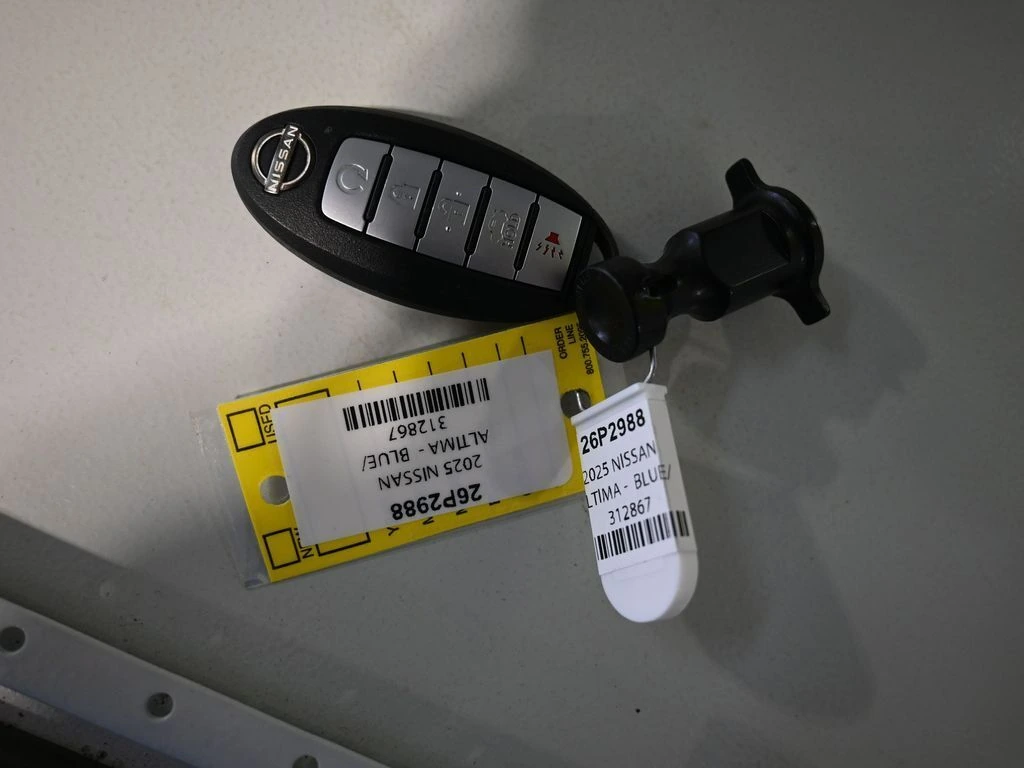 NISSAN
ORDER
LINE
USED
312867
ALTIMA - BLUE/
2025 NISSAN
26P2988
26P2988
2025 NISSAN
LTIMA - BLUE/
312867